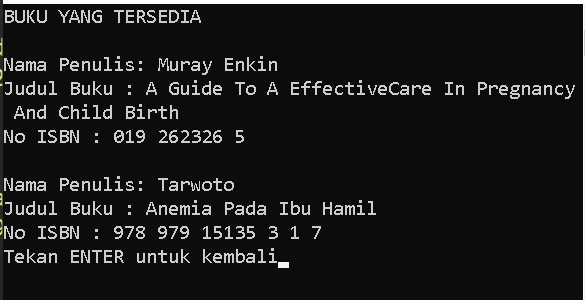 BUKU YANG TERSEDIA
Nama Penulis: Muray Enkin
Judul Buku : A Guide To A EffectiveCare In Pregnancy
And Child Birth
No ISBN : 019 262326 5
Nama Penulis: Tarwoto
Judul Buku : Anemia Pada Ibu Hamil
No ISBN : 978 979 15135 3 1 7
Tekan ENTER untuk kembali